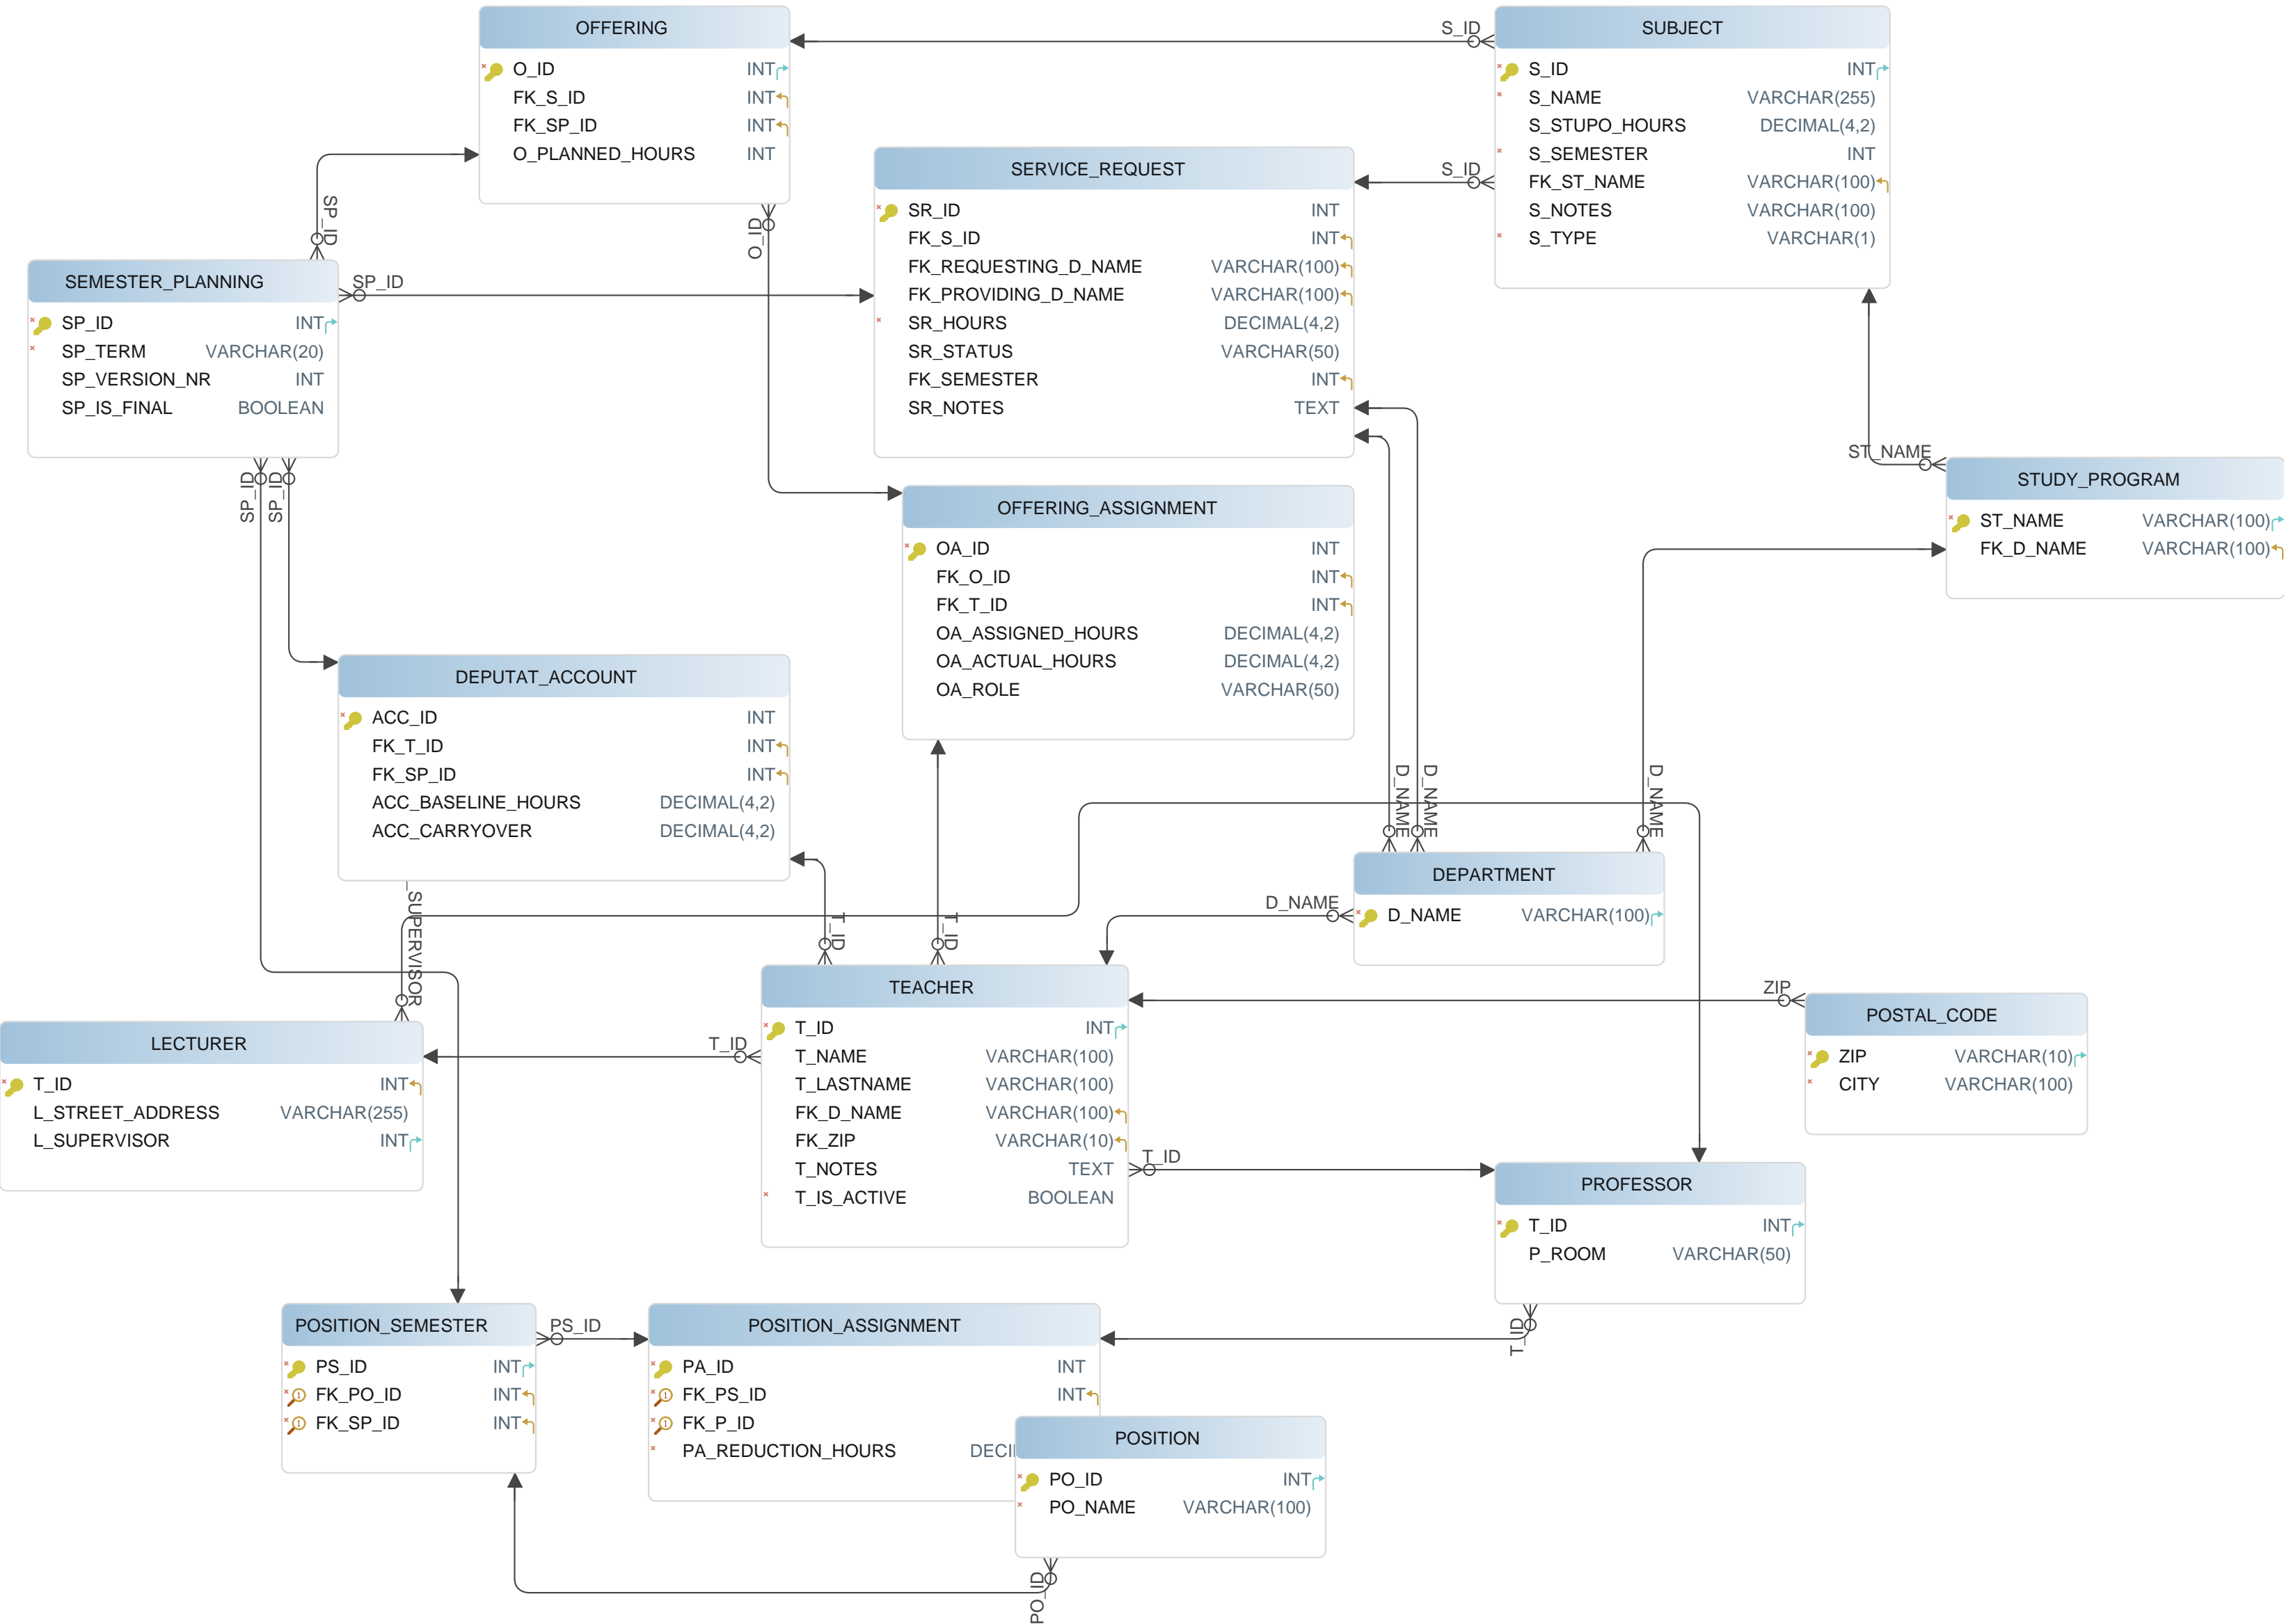 OFFERING
O_ID INT
FK_S_ID INT
FK_SP_ID INT
O_PLANNED_HOURS INT
S_ID
SUBJECT
S_ID INT
S_NAME VARCHAR(255)
S_STUPO_HOURS DECIMAL(4,2)
S_SEMESTER INT
FK_ST_NAME VARCHAR(100)
S_NOTES VARCHAR(100)
S_TYPE VARCHAR(1)
SERVICE_REQUEST
SR_ID INT
FK_S_ID INT
FK_REQUESTING_D_NAME VARCHAR(100)
FK_PROVIDING_D_NAME VARCHAR(100)
SR_HOURS DECIMAL(4,2)
SR_STATUS VARCHAR(50)
FK_SEMESTER INT
SR_NOTES TEXT
S_ID
SP_ID
O_ID
SEMESTER_PLANNING
SP_ID INT
SP_TERM VARCHAR(20)
SP_VERSION_NR INT
SP_IS_FINAL BOOLEAN
SP_ID
SP_ID
SP_ID
ST_NAME
STUDY_PROGRAM
ST_NAME VARCHAR(100)
FK_D_NAME VARCHAR(100)
OFFERING_ASSIGNMENT
OA_ID INT
FK_O_ID INT
FK_T_ID INT
OA_ASSIGNED_HOURS DECIMAL(4,2)
OA_ACTUAL_HOURS DECIMAL(4,2)
OA_ROLE VARCHAR(50)
DEPUTAT_ACCOUNT
ACC_ID INT
FK_T_ID INT
FK_SP_ID INT
ACC_BASELINE_HOURS DECIMAL(4,2)
ACC_CARRYOVER DECIMAL(4,2)
D_NAME
D_NAME
D_NAME
DEPARTMENT
D_NAME VARCHAR(100)
D_NAME
_SUPERVISOR
T_ID
T_ID
TEACHER
T_ID INT
T_NAME VARCHAR(100)
T_LASTNAME VARCHAR(100)
FK_D_NAME VARCHAR(100)
FK_ZIP VARCHAR(10)
T_NOTES TEXT
T_IS_ACTIVE BOOLEAN
ZIP
POSTAL_CODE
ZIP VARCHAR(10)
CITY VARCHAR(100)
LECTURER
T_ID INT
L_STREET_ADDRESS VARCHAR(255)
L_SUPERVISOR INT
T_ID
T_ID
PROFESSOR
T_ID INT
P_ROOM VARCHAR(50)
T_ID
POSITION_SEMESTER
PS_ID INT
FK_PO_ID INT
FK_SP_ID INT
PS_ID
POSITION_ASSIGNMENT
PA_ID INT
FK_PS_ID INT
FK_P_ID
PA_REDUCTION_HOURS
POSITION
PO_ID INT
PO_NAME VARCHAR(100)
PO_ID